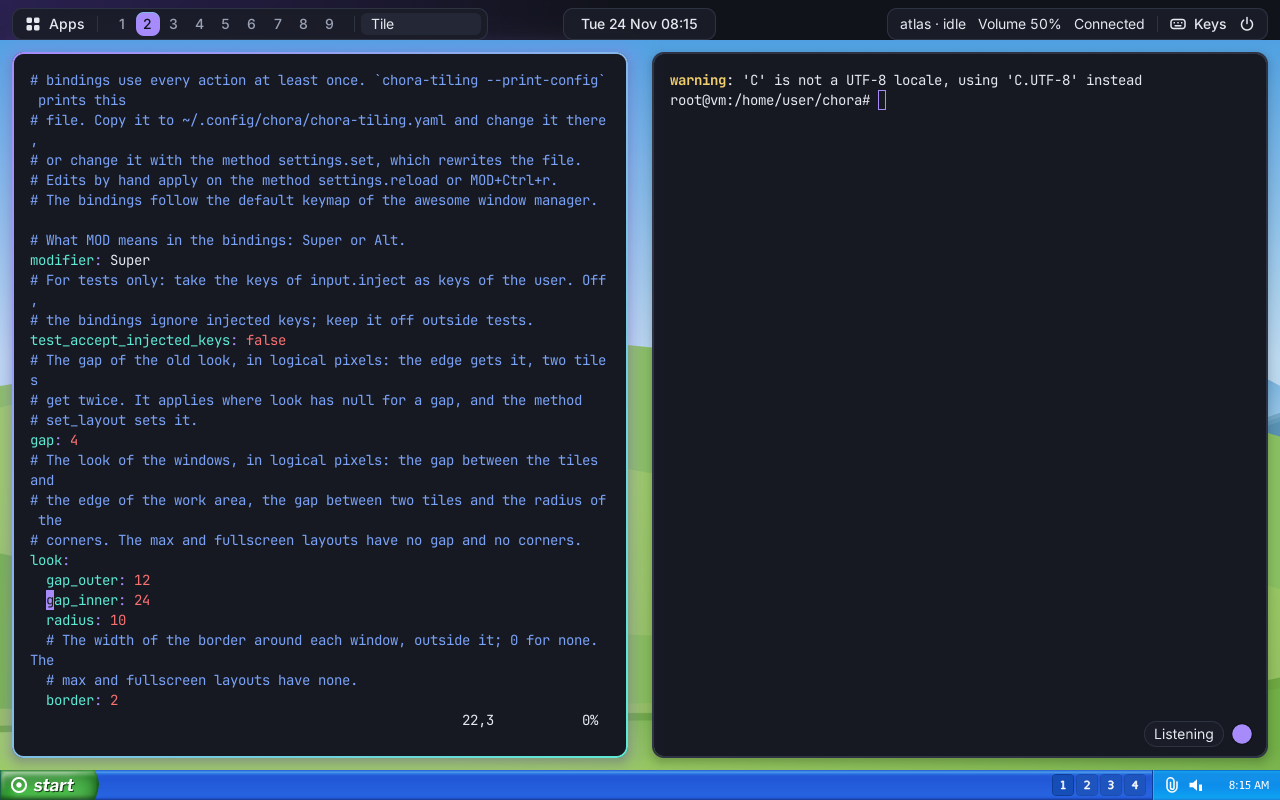 Apps 1 2 3 4 5 6 7 8 9 Tile
Tue 24 Nov 08:15
atlas · idle Volume 50% Connected Keys
# bindings use every action at least once. `chora-tiling --print-config`
prints this
# file. Copy it to ~/.config/chora/chora-tiling.yaml and change it there
,
# or change it with the method settings.set, which rewrites the file.
# Edits by hand apply on the method settings.reload or MOD+Ctrl+r.
# The bindings follow the default keymap of the awesome window manager.
# What MOD means in the bindings: Super or Alt.
modifier: Super
# For tests only: take the keys of input.inject as keys of the user. Off
,
# the bindings ignore injected keys; keep it off outside tests.
test_accept_injected_keys: false
# The gap of the old look, in logical pixels: the edge gets it, two tile
s
# get twice. It applies where look has null for a gap, and the method
# set_layout sets it.
gap: 4
# The look of the windows, in logical pixels: the gap between the tiles
and
# the edge of the work area, the gap between two tiles and the radius of
the
# corners. The max and fullscreen layouts have no gap and no corners.
look:
gap_outer: 12
gap_inner: 24
radius: 10
# The width of the border around each window, outside it; 0 for none.
The
# max and fullscreen layouts have none.
border: 2
22,3 0%
warning: 'C' is not a UTF-8 locale, using 'C.UTF-8' instead
root@vm:/home/user/chora#
Listening
start
1 2 3 4
8:15 AM